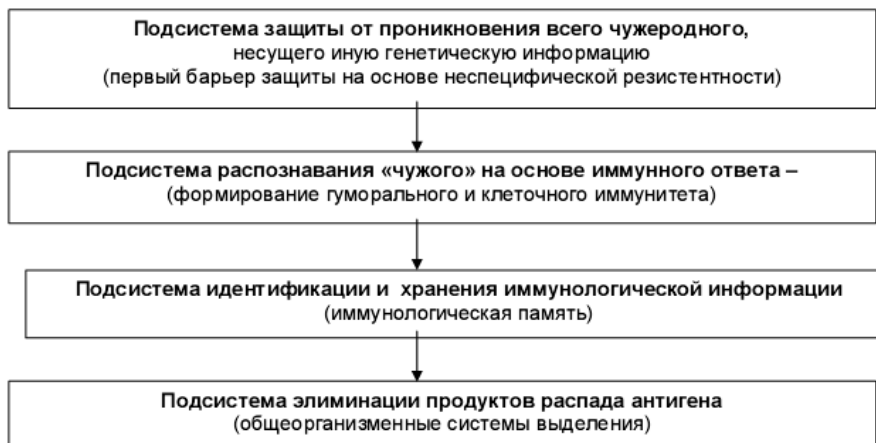 Подсистема защиты от проникновения всего чужеродного,
несущего иную генетическую информацию
(первый барьер защиты на основе неспецифической резистентности)
Подсистема распознавания «чужого» на основе иммунного ответа –
(формирование гуморального и клеточного иммунитета)
Подсистема идентификации и хранения иммунологической информации
(иммунологическая память)
Подсистема элиминации продуктов распада антигена
(общеорганизменные системы выделения)